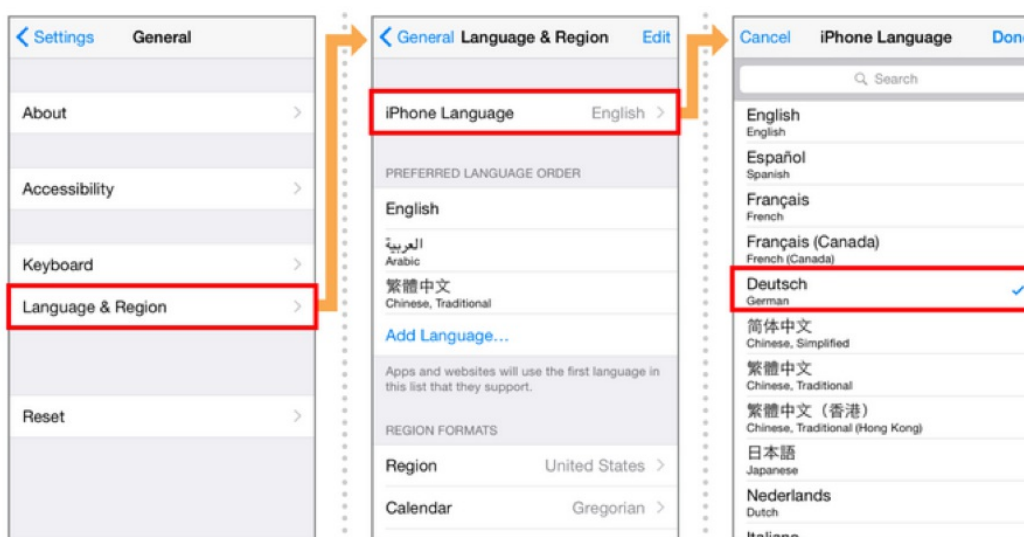 Settings General
About
Accessibility
Keyboard
Language & Region
Reset
General Language & Region Edit
iPhone Language English
PREFERRED LANGUAGE ORDER
English
العربية
Arabic
繁體中文
Chinese, Traditional
Add Language...
Apps and websites will use the first language in
this list that they support.
REGION FORMATS
Region United States
Calendar Gregorian
Cancel iPhone Language Done
Search
English
English
Español
Spanish
Français
French
Français (Canada)
French (Canada)
Deutsch
German
简体中文
Chinese, Simplified
繁體中文
Chinese, Traditional
繁體中文（香港）
Chinese, Traditional (Hong Kong)
日本語
Japanese
Nederlands
Dutch
Italiano